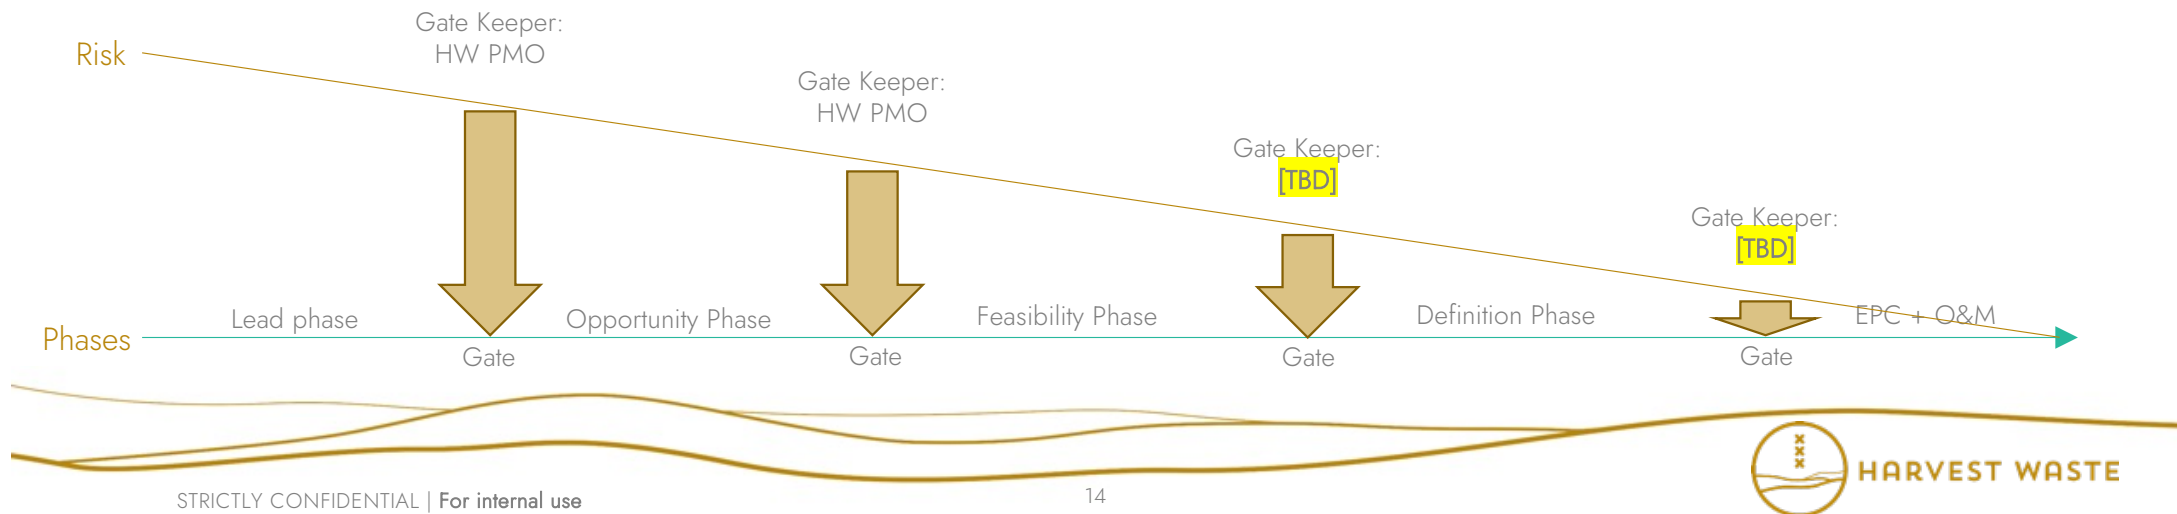 Gate Keeper:
HW PMO
Risk
Gate Keeper:
HW PMO
Gate Keeper:
[TBD]
Gate Keeper:
[TBD]
Lead phase
Opportunity Phase
Feasibility Phase
Definition Phase
EPC + O&M
Phases
Gate
Gate
Gate
Gate
HARVEST WASTE
STRICTLY CONFIDENTIAL | For internal use
14